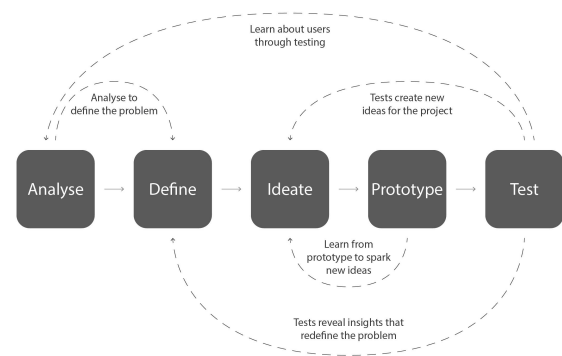 Learn about users
through testing
Analyse to
define the problem
Tests create new
ideas for the project
Analyse
Define
Ideate
Prototype
Test
Learn from
prototype to spark
new ideas
Tests reveal insights that
redefine the problem